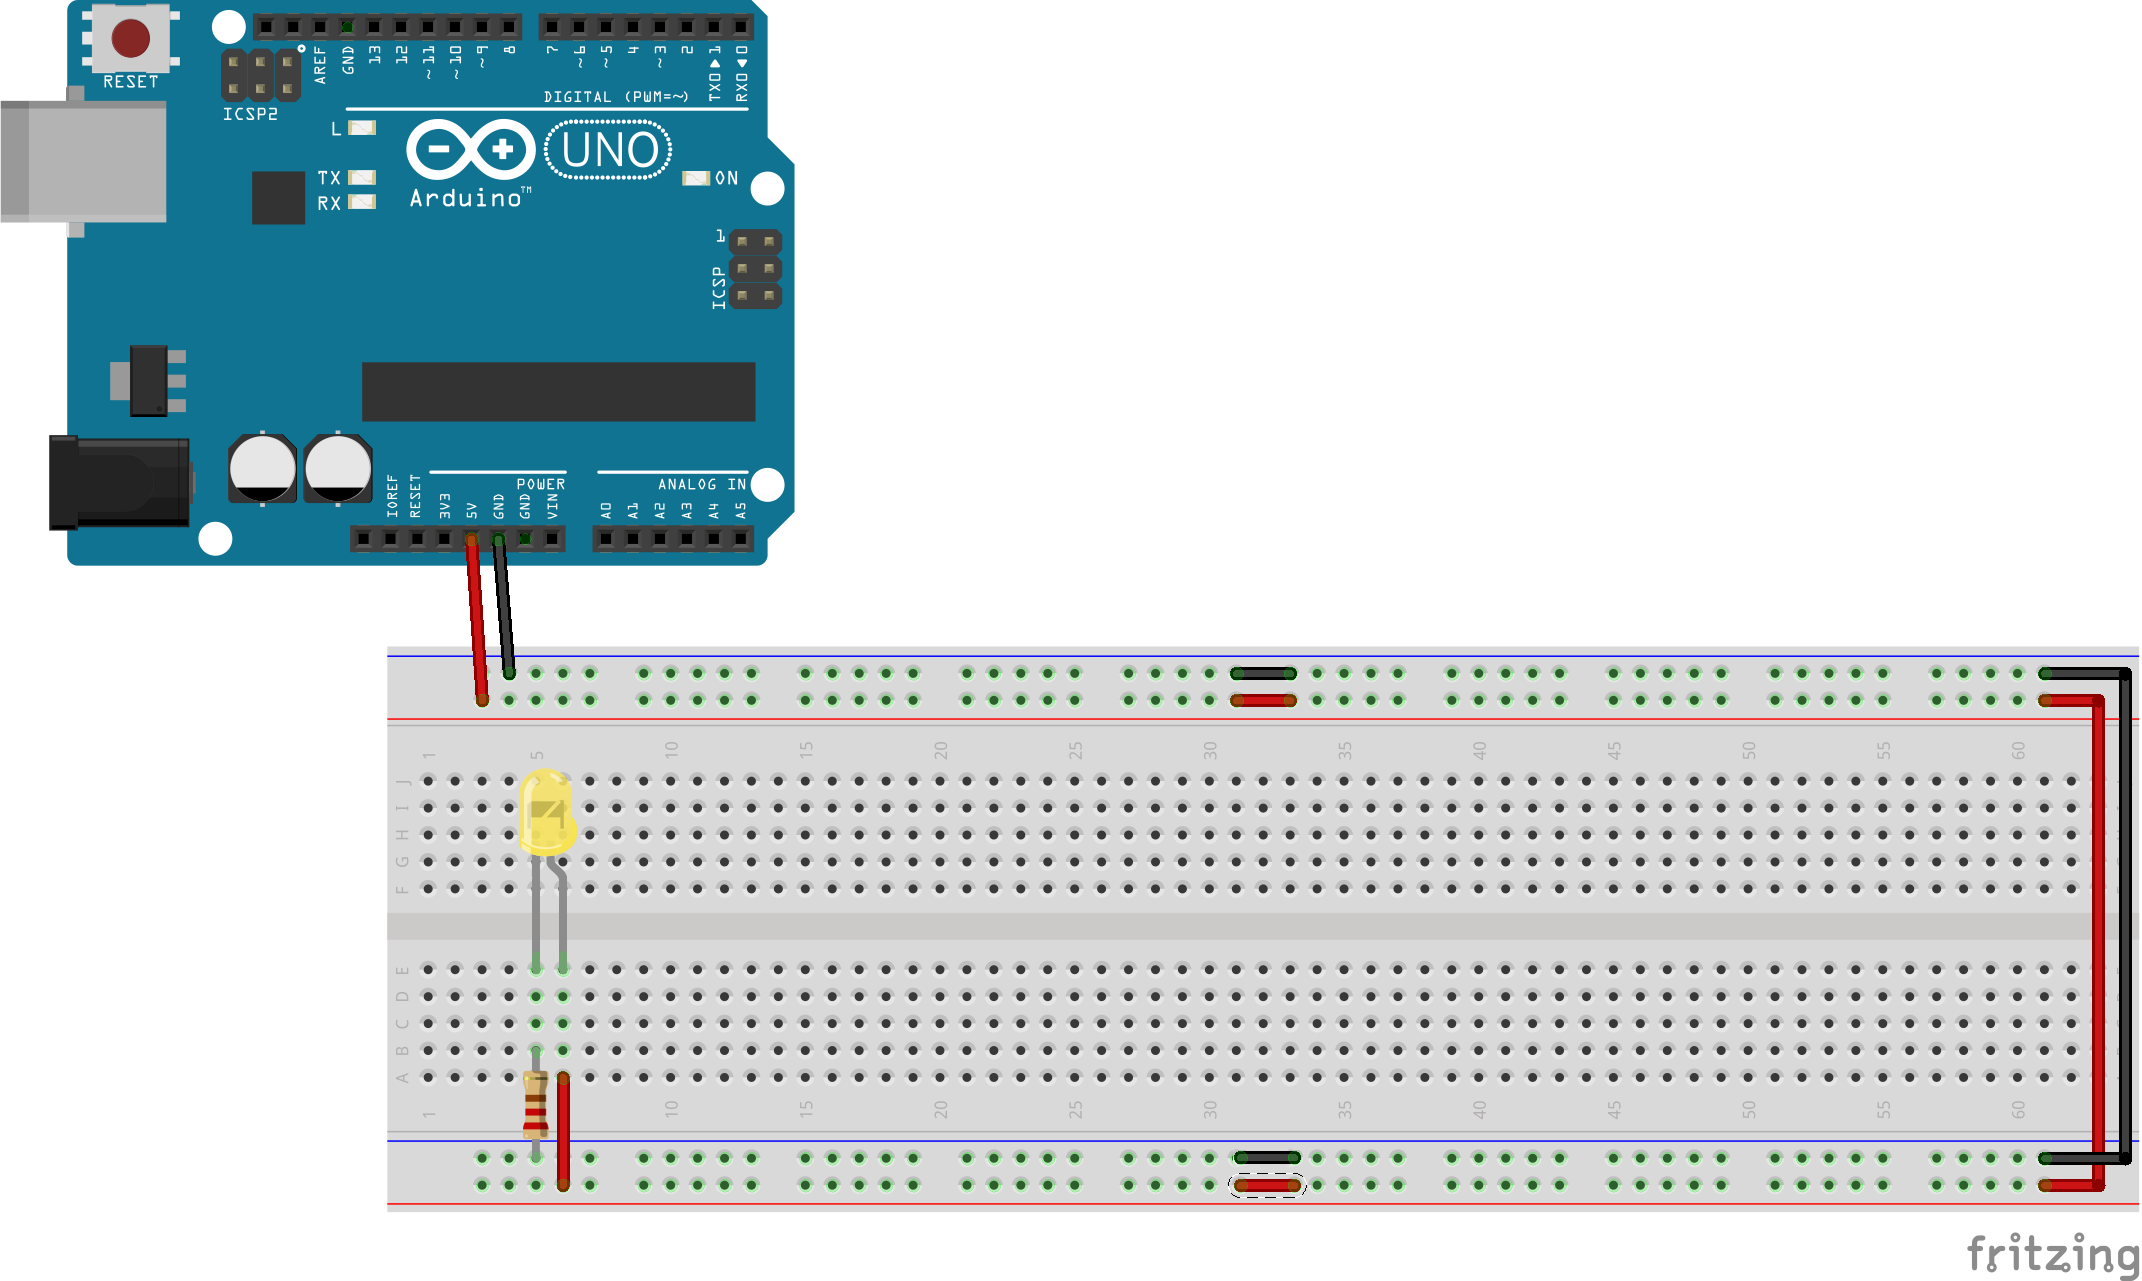 RESET
ICSP2
AREF
GND
13
12
~11
~10
~9
8
7
~6
~5
4
~3
2
TX0▶1
RX0◀0
DIGITAL (PWM=~)
L
TX
RX
UNO
Arduino™
ON
1
ICSP
POWER
ANALOG IN
IOREF
RESET
3V3
5V
GND
GND
VIN
A0
A1
A2
A3
A4
A5
1 5 10 15 20 25 30 35 40 45 50 55 60
J
I
H
G
F
E
D
C
B
A
1 10 15 20 25 30 35 40 45 50 55 60
fritzing